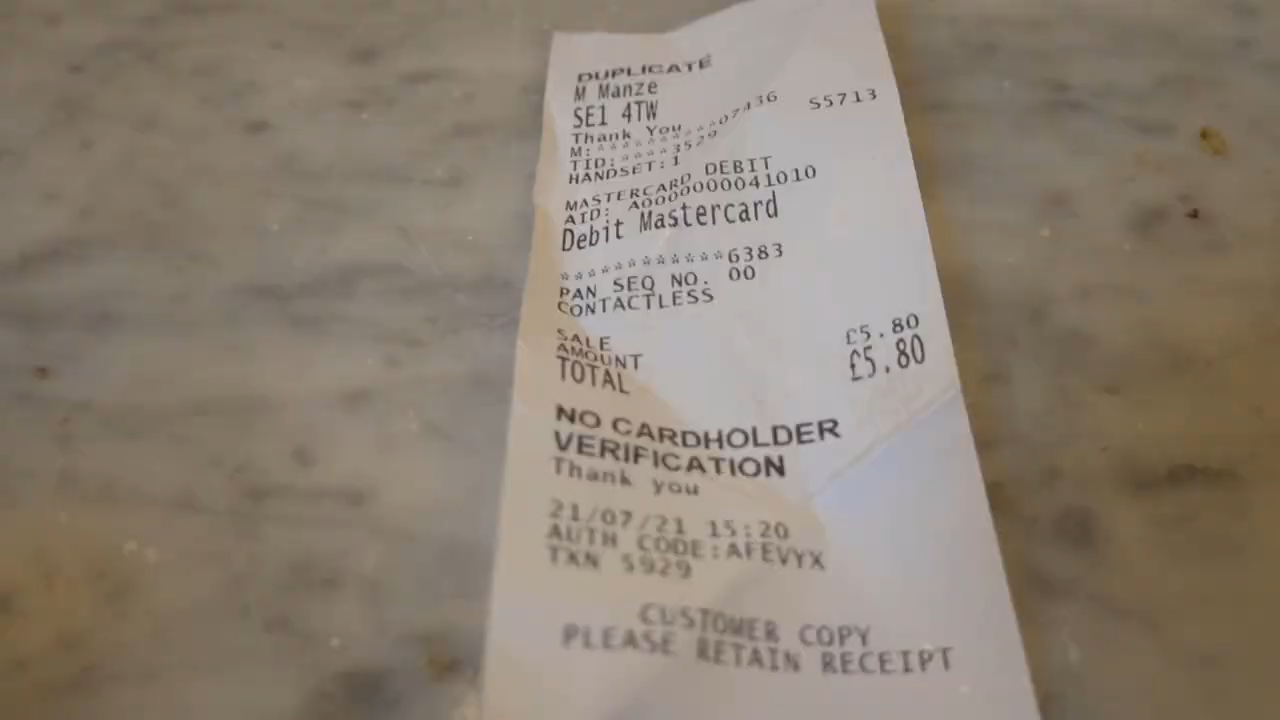 DUPLICATE
M Manze
SE1 4TW
Thank You
M:**********07436 S5713
TID:****3529
HANDSET:1
MASTERCARD DEBIT
AID: A0000000041010
Debit Mastercard
************6383
PAN SEQ NO. 00
CONTACTLESS
SALE
AMOUNT £5.80
TOTAL £5.80
NO CARDHOLDER
VERIFICATION
Thank you
21/07/21 15:20
AUTH CODE:AFEVYX
TXN 5929
CUSTOMER COPY
PLEASE RETAIN RECEIPT